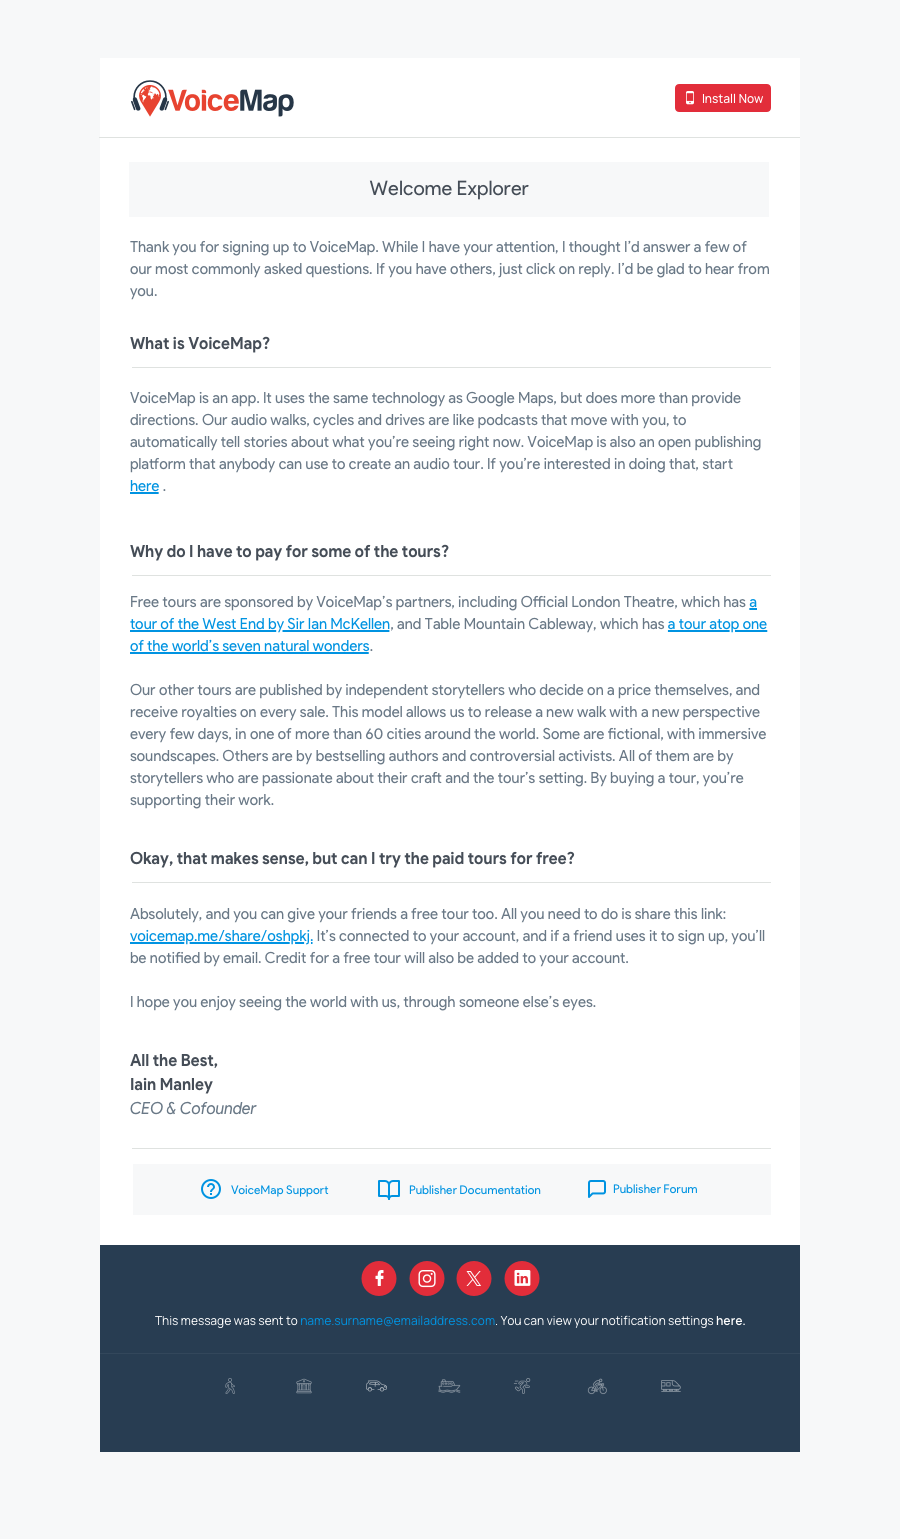 VoiceMap
Install Now
Welcome Explorer
Thank you for signing up to VoiceMap. While I have your attention, I thought I'd answer a few of
our most commonly asked questions. If you have others, just click on reply. I'd be glad to hear from
you.
What is VoiceMap?
VoiceMap is an app. It uses the same technology as Google Maps, but does more than provide
directions. Our audio walks, cycles and drives are like podcasts that move with you, to
automatically tell stories about what you're seeing right now. VoiceMap is also an open publishing
platform that anybody can use to create an audio tour. If you're interested in doing that, start
here .
Why do I have to pay for some of the tours?
Free tours are sponsored by VoiceMap's partners, including Official London Theatre, which has a
tour of the West End by Sir Ian McKellen, and Table Mountain Cableway, which has a tour atop one
of the world's seven natural wonders.
Our other tours are published by independent storytellers who decide on a price themselves, and
receive royalties on every sale. This model allows us to release a new walk with a new perspective
every few days, in one of more than 60 cities around the world. Some are fictional, with immersive
soundscapes. Others are by bestselling authors and controversial activists. All of them are by
storytellers who are passionate about their craft and the tour's setting. By buying a tour, you're
supporting their work.
Okay, that makes sense, but can I try the paid tours for free?
Absolutely, and you can give your friends a free tour too. All you need to do is share this link:
voicemap.me/share/oshpkj. It's connected to your account, and if a friend uses it to sign up, you'll
be notified by email. Credit for a free tour will also be added to your account.
I hope you enjoy seeing the world with us, through someone else's eyes.
All the Best,
Iain Manley
CEO & Cofounder
VoiceMap Support
Publisher Documentation
Publisher Forum
This message was sent to name.surname@emailaddress.com. You can view your notification settings here.